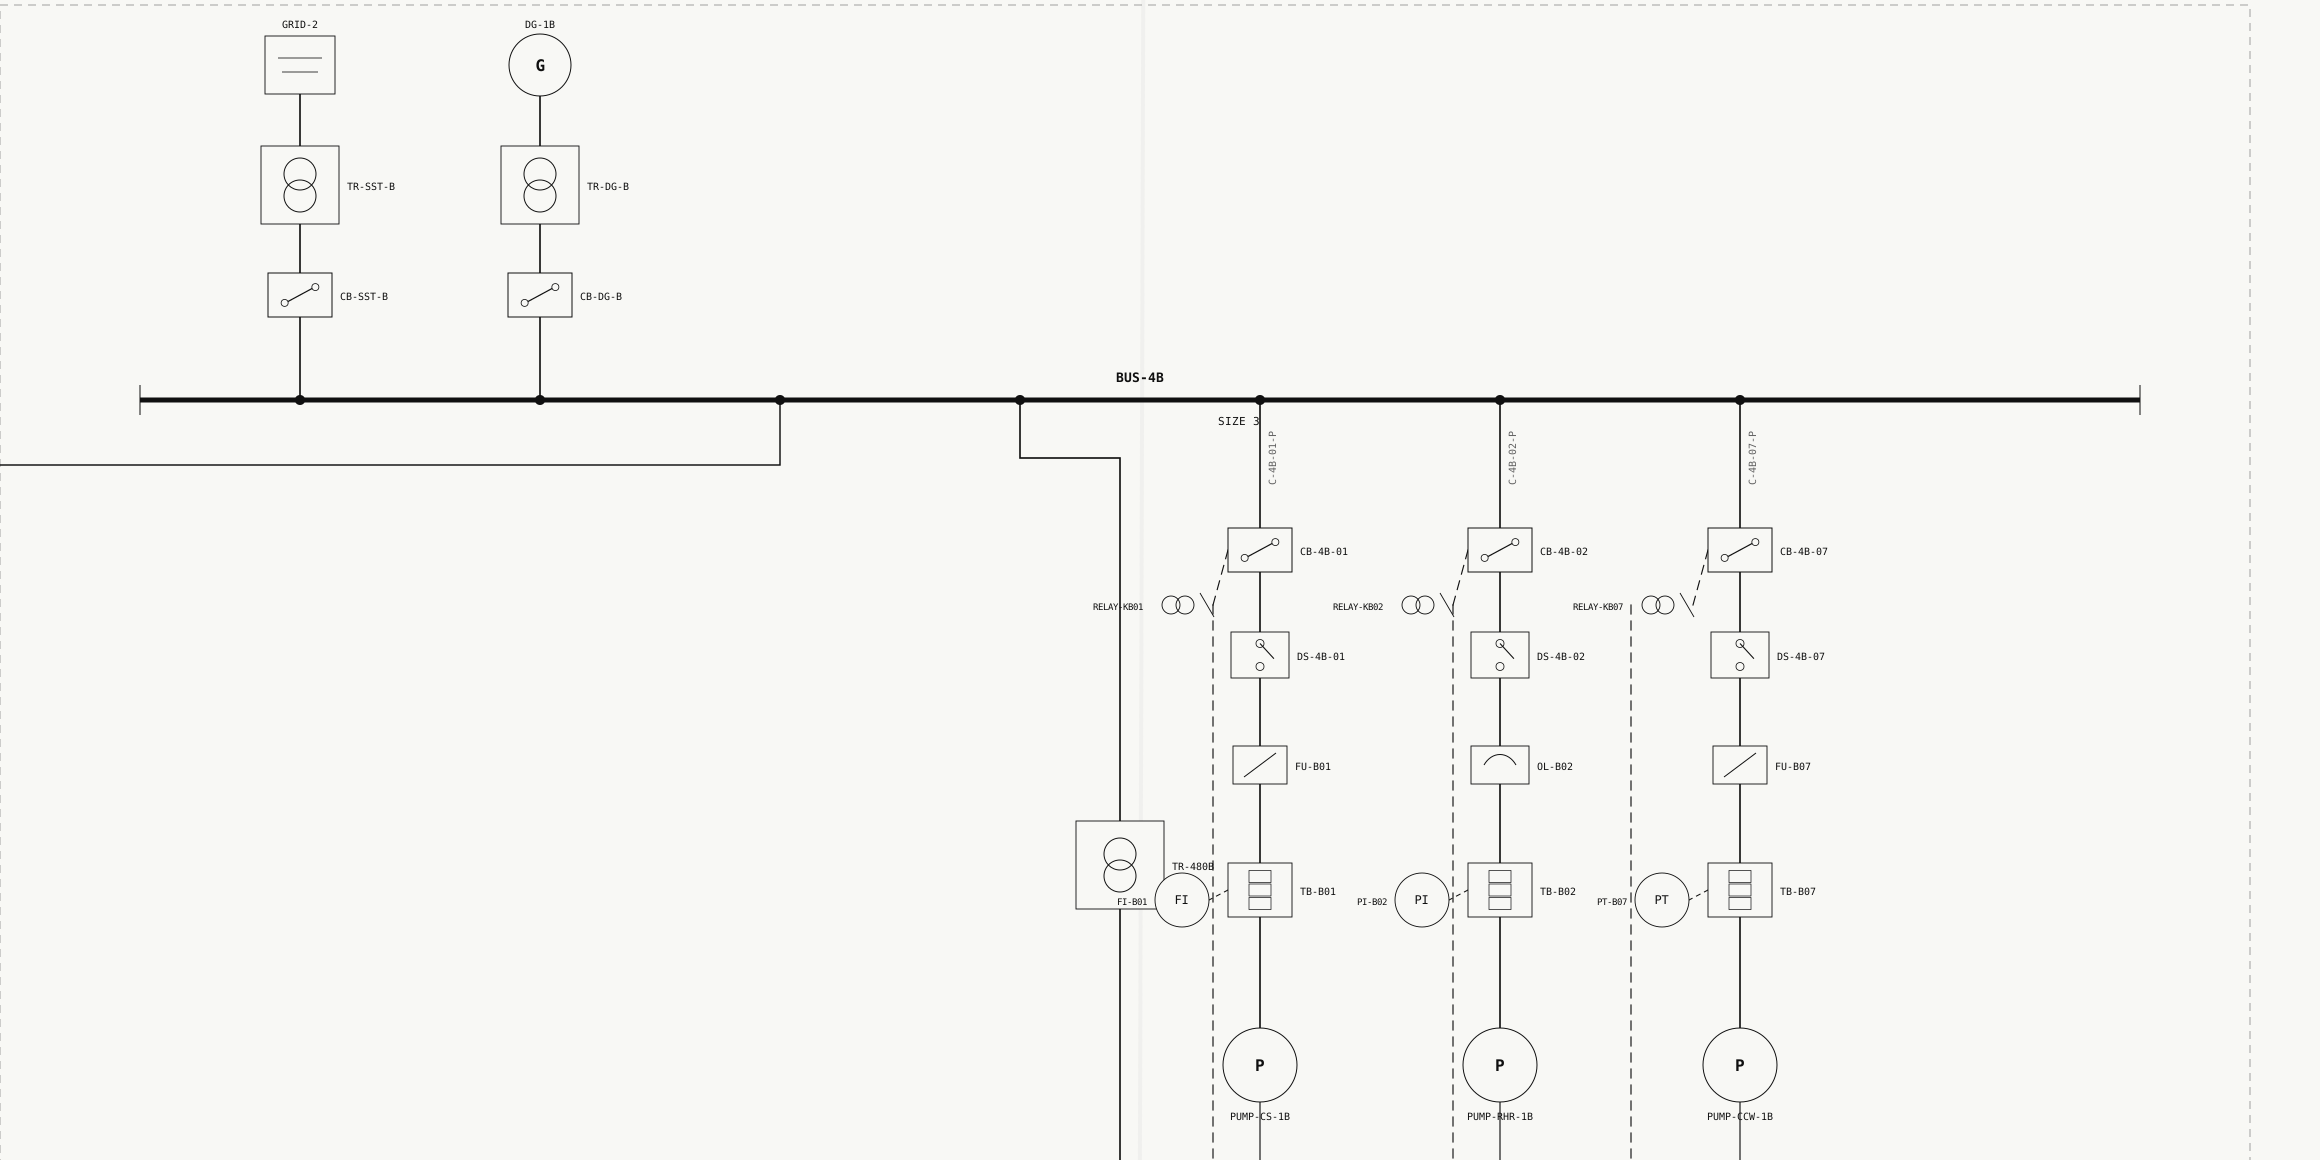 GRID-2
DG-1B
G
TR-SST-B
TR-DG-B
CB-SST-B
CB-DG-B
BUS-4B
SIZE 3
C-4B-01-P
C-4B-02-P
C-4B-07-P
CB-4B-01
CB-4B-02
CB-4B-07
RELAY-KB01
RELAY-KB02
RELAY-KB07
DS-4B-01
DS-4B-02
DS-4B-07
FU-B01
OL-B02
FU-B07
TR-480B
TB-B01
TB-B02
TB-B07
FI-B01
FI
PI-B02
PI
PT-B07
PT
P
P
P
PUMP-CS-1B
PUMP-RHR-1B
PUMP-CCW-1B